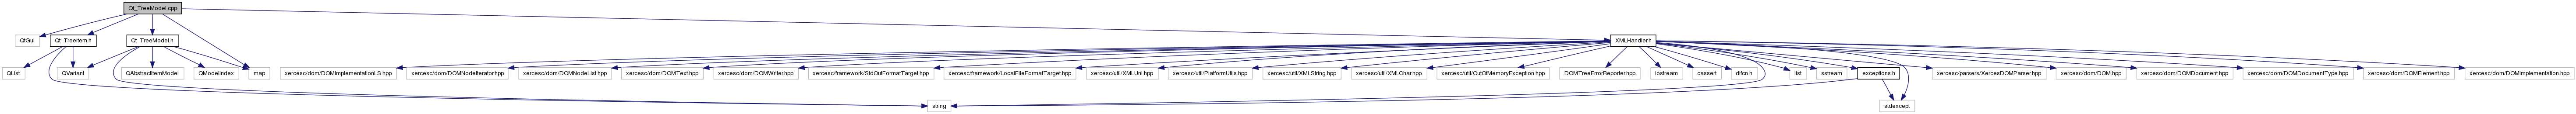 Qt_TreeModel.cpp
QtGui
Qt_TreeItem.h
Qt_TreeModel.h
XMLHandler.h
QList
QVariant
QAbstractItemModel
QModelIndex
map
xercesc/dom/DOMImplementationLS.hpp
xercesc/dom/DOMNodeIterator.hpp
xercesc/dom/DOMNodeList.hpp
xercesc/dom/DOMText.hpp
xercesc/dom/DOMWriter.hpp
xercesc/framework/StdOutFormatTarget.hpp
xercesc/framework/LocalFileFormatTarget.hpp
xercesc/util/XMLUni.hpp
xercesc/util/PlatformUtils.hpp
xercesc/util/XMLString.hpp
xercesc/util/XMLChar.hpp
xercesc/util/OutOfMemoryException.hpp
DOMTreeErrorReporter.hpp
iostream
cassert
difcn.h
list
sstream
exceptions.h
xercesc/parsers/XercesDOMParser.hpp
xercesc/dom/DOM.hpp
xercesc/dom/DOMDocument.hpp
xercesc/dom/DOMDocumentType.hpp
xercesc/dom/DOMElement.hpp
xercesc/dom/DOMImplementation.hpp
string
stdexcept